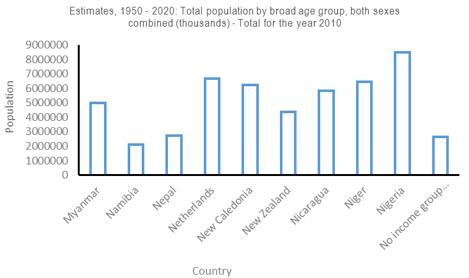 Estimates, 1950 - 2020: Total population by broad age group, both sexes
combined (thousands) - Total for the year 2010
Population
9000000
8000000
7000000
6000000
5000000
4000000
3000000
2000000
1000000
0
Myanmar
Namibia
Nepal
Netherlands
New Caledonia
New Zealand
Nicaragua
Niger
Nigeria
No income group...
Country